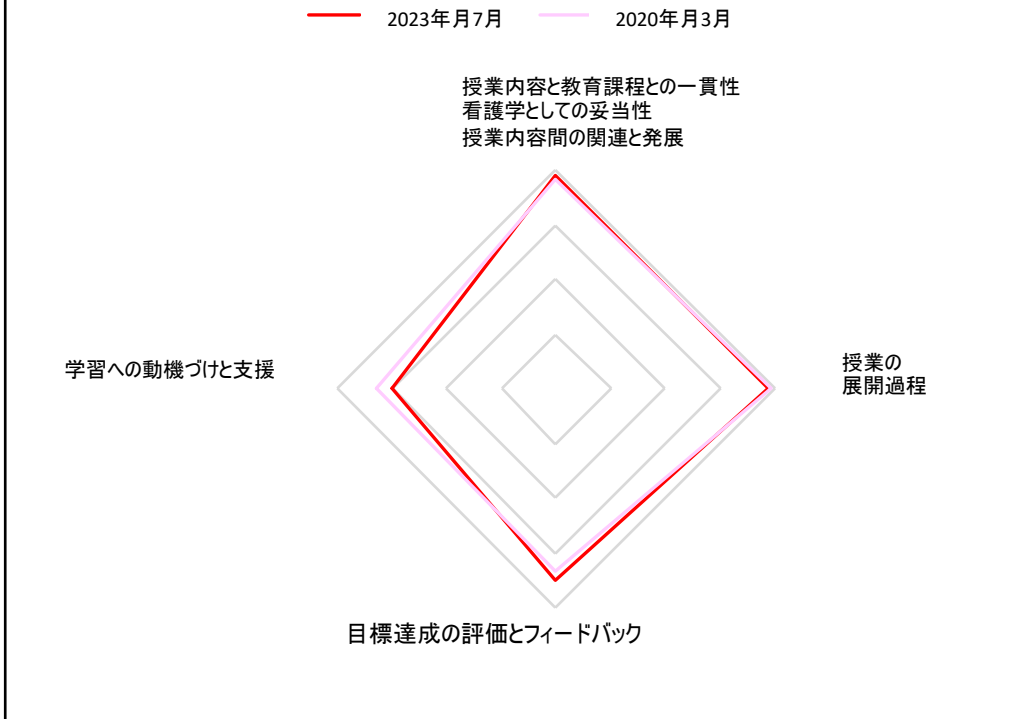 2023年月7月 2020年月3月
授業内容と教育課程との一貫性
看護学としての妥当性
授業内容間の関連と発展
学習への動機づけと支援
授業の
展開過程
目標達成の評価とフィードバック